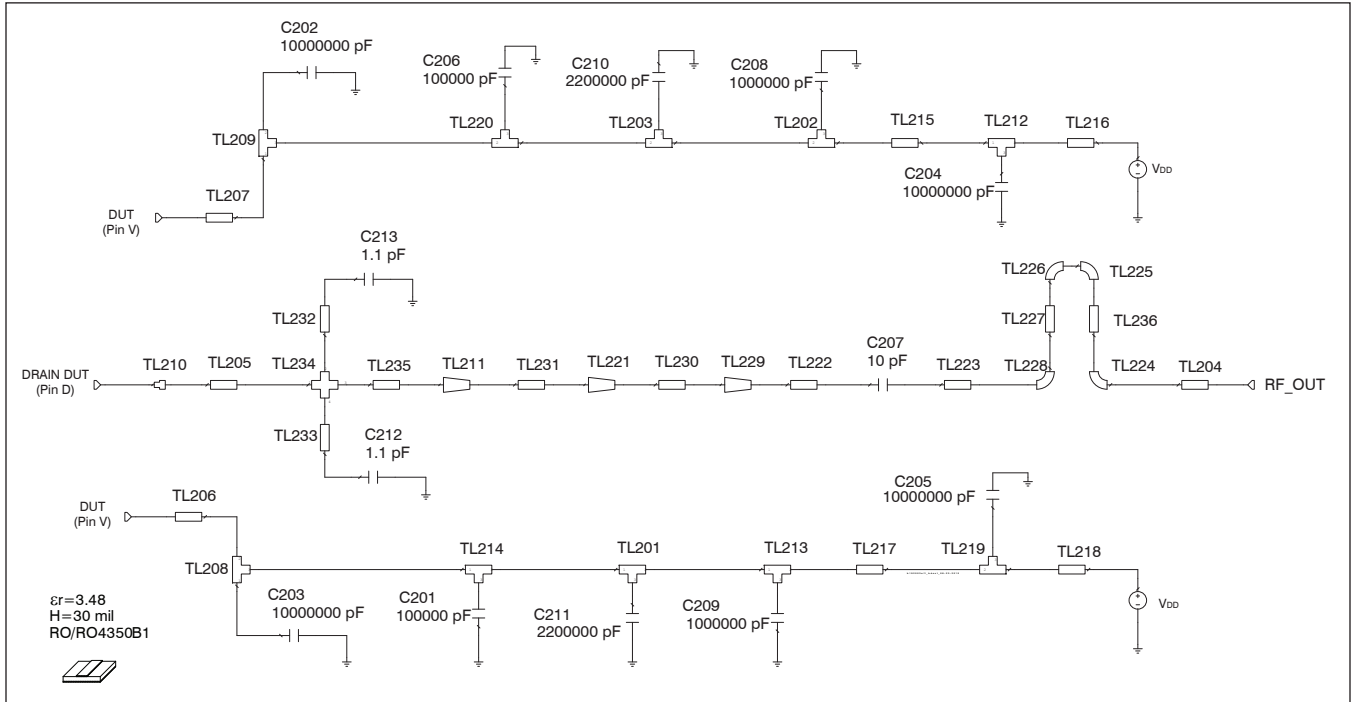 C202
10000000 pF
C206
100000 pF
C210
2200000 pF
C208
1000000 pF
TL209
TL220
TL203
TL202
TL215
TL212
TL216
C204
10000000 pF
VDD
TL207
DUT
(Pin V)
C213
1.1 pF
TL232
TL226
TL225
TL227
TL236
DRAIN DUT
(Pin D)
TL210
TL205
TL234
TL235
TL211
TL231
TL221
TL230
TL229
TL222
C207
10 pF
TL223
TL228
TL224
TL204
RF_OUT
TL233
C212
1.1 pF
DUT
(Pin V)
TL206
C205
10000000 pF
TL208
TL214
TL201
TL213
TL217
TL219
TL218
C203
10000000 pF
C201
100000 pF
C211
2200000 pF
C209
1000000 pF
VDD
εr=3.48
H=30 mil
RO/RO4350B1